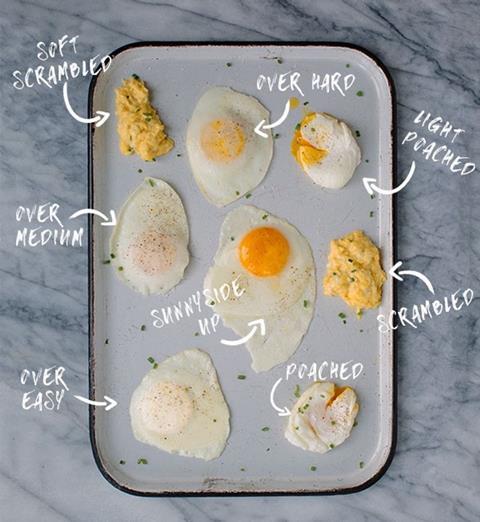 SOFT
SCRAMBLED
OVER HARD
LIGHT
POACHED
OVER
MEDIUM
SUNNYSIDE
UP
SCRAMBLED
OVER
EASY
POACHED